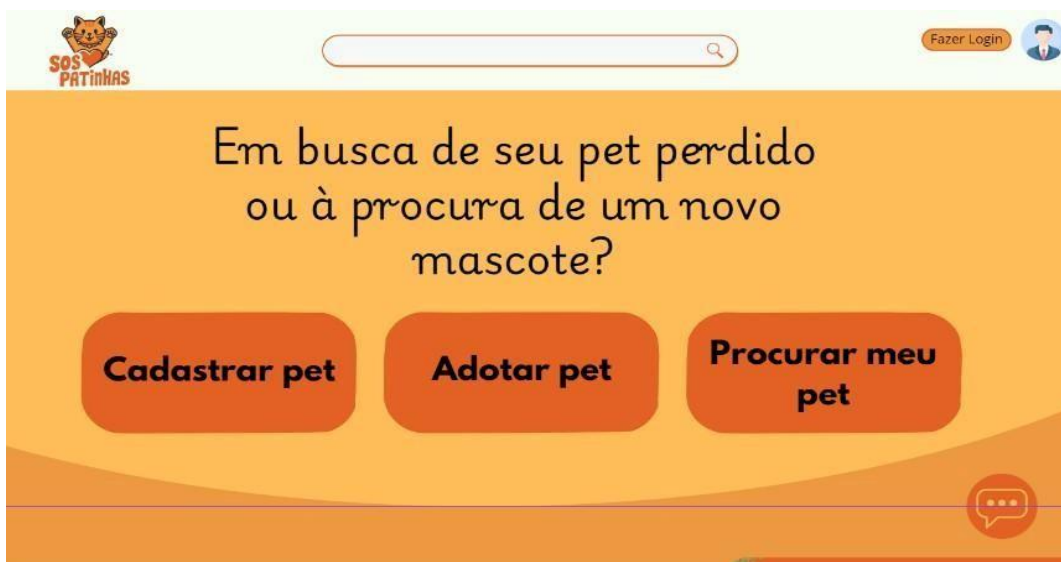 SOS
PATinHAS
Fazer Login
Em busca de seu pet perdido
ou à procura de um novo
mascote?
Cadastrar pet
Adotar pet
Procurar meu
pet